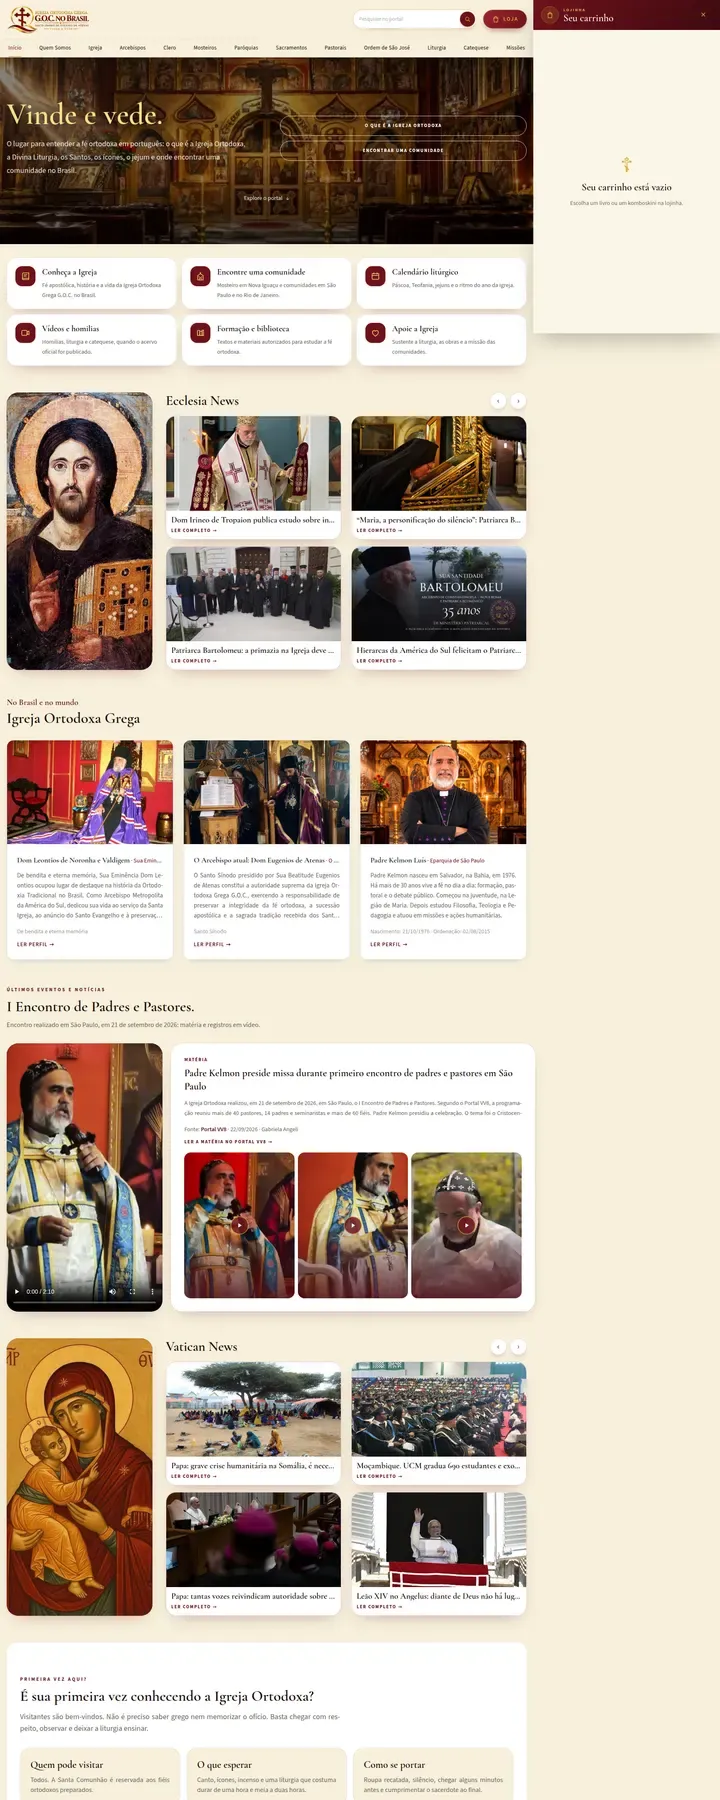 IGREJA ORTODOXA GREGA
G.O.C. NO BRASIL
Pesquisar no portal
LOJA
LOJINHA
Seu carrinho
Início Quem Somos Igreja Arcebispos Clero Mosteiros Paróquias Sacramentos Pastorais Ordem de São José Liturgia Catequese Missões
Vinde e vede.
O lugar para entender a fé ortodoxa em português: o que é a Igreja Ortodoxa,
a Divina Liturgia, os Santos, os ícones, o jejum e onde encontrar uma
comunidade no Brasil.
O QUE É A IGREJA ORTODOXA
ENCONTRAR UMA COMUNIDADE
Explore o portal ↓
Seu carrinho está vazio
Escolha um livro ou um komboskini na lojinha.
Conheça a Igreja
Fé apostólica, história e a vida da Igreja Ortodoxa
Grega G.O.C. no Brasil.
Encontre uma comunidade
Mosteiro em Nova Iguaçu e comunidades em São
Paulo e no Rio de Janeiro.
Calendário litúrgico
Páscoa, Teofania, jejuns e o ritmo do ano da Igreja.
Vídeos e homilias
Homilias, liturgia e catequese, quando o acervo
oficial for publicado.
Formação e biblioteca
Textos e materiais autorizados para estudar a fé
ortodoxa.
Apoie a Igreja
Sustente a liturgia, as obras e a missão das
comunidades.
Ecclesia News
Dom Irineo de Tropaion publica estudo sobre in...
LER COMPLETO →
“Maria, a personificação do silêncio”: Patriarca B...
LER COMPLETO →
SUA SANTIDADE
BARTOLOMEU
35 anos
DE MINISTÉRIO PATRIARCAL
Patriarca Bartolomeu: a primazia na Igreja deve ...
LER COMPLETO →
Hierarcas da América do Sul felicitam o Patriarc...
LER COMPLETO →
No Brasil e no mundo
Igreja Ortodoxa Grega
Dom Leontios de Noronha e Valdigem · Sua Emin...
De bendita e eterna memória, Sua Eminência Dom Le-
ontios ocupou lugar de destaque na história da Ortodo-
xia Tradicional no Brasil. Como Arcebispo Metropolita
da América do Sul, dedicou sua vida ao serviço da Santa
Igreja, ao anúncio do Santo Evangelho e à preservaç...
De bendita e eterna memória
LER PERFIL →
O Arcebispo atual: Dom Eugenios de Atenas · O ...
O Santo Sínodo presidido por Sua Beatitude Eugenios
de Atenas constitui a autoridade suprema da Igreja Or-
todoxa Grega G.O.C., exercendo a responsabilidade de
preservar a integridade da fé ortodoxa, a sucessão
apostólica e a sagrada tradição recebida dos Sant...
Santo Sínodo
LER PERFIL →
Padre Kelmon Luis · Eparquia de São Paulo
Padre Kelmon nasceu em Salvador, na Bahia, em 1976.
Há mais de 30 anos vive a fé no dia a dia: formação, pas-
toral e o debate público. Começou na juventude, na Le-
gião de Maria. Depois estudou Filosofia, Teologia e Pe-
dagogia e atuou em missões e ações humanitárias.
Nascimento: 21/10/1976 · Ordenação: 02/08/2015
LER PERFIL →
ÚLTIMOS EVENTOS E NOTÍCIAS
I Encontro de Padres e Pastores.
Encontro realizado em São Paulo, em 21 de setembro de 2026: matéria e registros em vídeo.
0:00 / 2:10
MATÉRIA
Padre Kelmon preside missa durante primeiro encontro de padres e pastores em São
Paulo
A Igreja Ortodoxa realizou, em 21 de setembro de 2026, em São Paulo, o I Encontro de Padres e Pastores. Segundo o Portal VV8, a programa-
ção reuniu mais de 40 pastores, 14 padres e seminaristas e mais de 60 fiéis. Padre Kelmon presidiu a celebração. O tema foi o Cristocen-
Fonte: Portal VV8 · 22/09/2026 · Gabriela Angeli
LER A MATÉRIA NO PORTAL VV8 →
Vatican News
Papa: grave crise humanitária na Somália, é nece...
LER COMPLETO →
Moçambique. UCM gradua 690 estudantes e exo...
LER COMPLETO →
Papa: tantas vozes reivindicam autoridade sobre ...
LER COMPLETO →
Leão XIV no Angelus: diante de Deus não há lug...
LER COMPLETO →
PRIMEIRA VEZ AQUI?
É sua primeira vez conhecendo a Igreja Ortodoxa?
Visitantes são bem-vindos. Não é preciso saber grego nem memorizar o ofício. Basta chegar com res-
peito, observar e deixar a liturgia ensinar.
Quem pode visitar
Todos. A Santa Comunhão é reservada aos fiéis
ortodoxos preparados.
O que esperar
Canto, ícones, incenso e uma liturgia que costuma
durar de uma hora e meia a duas horas.
Como se portar
Roupa recatada, silêncio, chegar alguns minutos
antes e cumprimentar o sacerdote ao final.